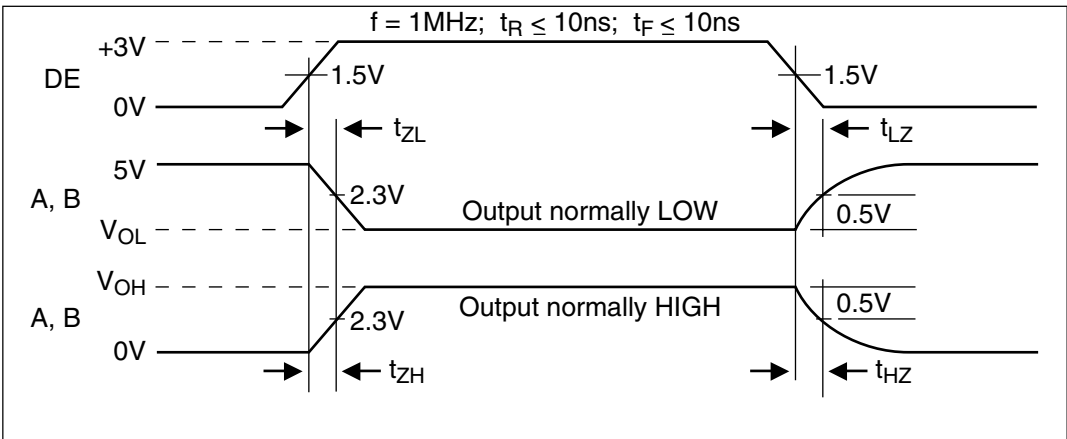 f = 1MHz; tR ≤ 10ns; tF ≤ 10ns
+3V
DE
1.5V
1.5V
0V
tZL
tLZ
5V
A, B
2.3V
Output normally LOW
0.5V
VOL
VOH
Output normally HIGH
0.5V
A, B
2.3V
0V
tZH
tHZ